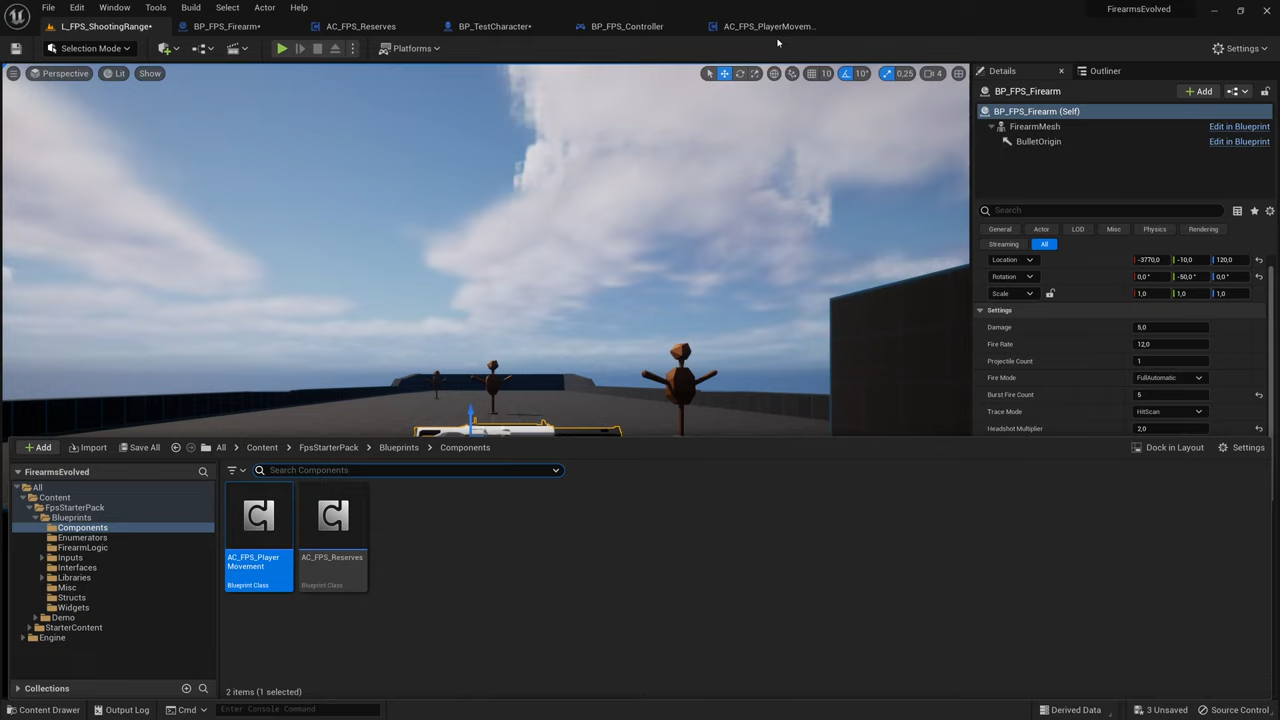 File Edit Window Tools Build Select Actor Help
FirearmsEvolved
L_FPS_ShootingRange* BP_FPS_Firearm* AC_FPS_Reserves BP_TestCharacter* BP_FPS_Controller AC_FPS_PlayerMovem...
Selection Mode Platforms Settings
Perspective Lit Show 10 10° 0,25 4
Details Outliner
BP_FPS_Firearm Add
BP_FPS_Firearm (Self)
FirearmMesh Edit in Blueprint
BulletOrigin Edit in Blueprint
Search
General Actor LOD Misc Physics Rendering
Streaming All
Location -3770,0 -10,0 120,0
Rotation 0,0 ° -50,0 ° 0,0 °
Scale 1,0 1,0 1,0
Settings
Damage 5,0
Fire Rate 12,0
Projectile Count 1
Fire Mode FullAutomatic
Burst Fire Count 5
Trace Mode HitScan
Headshot Multiplier 2,0
Add Import Save All All Content FpsStarterPack Blueprints Components Dock in Layout Settings
FirearmsEvolved
Search Components
All
Content
FpsStarterPack
Blueprints
Components
Enumerators
FirearmLogic
Inputs
Interfaces
Libraries
Misc
Structs
Widgets
Demo
StarterContent
Engine
AC_FPS_Player
Movement
Blueprint Class
AC_FPS_Reserves
Blueprint Class
Collections
2 items (1 selected)
Content Drawer Output Log Cmd Enter Console Command Derived Data 3 Unsaved Source Control